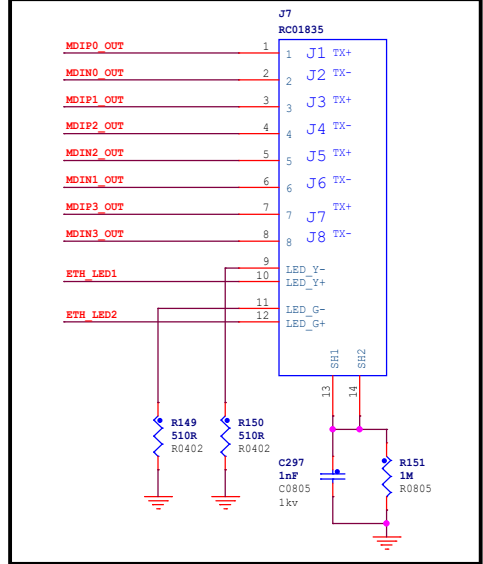 J7
RC01835
MDIP0_OUT 1 1 J1 TX+
MDIN0_OUT 2 2 J2 TX-
MDIP1_OUT 3 3 J3 TX+
MDIP2_OUT 4 4 J4 TX-
MDIN2_OUT 5 5 J5 TX+
MDIN1_OUT 6 6 J6 TX-
MDIP3_OUT 7 7 J7 TX+
MDIN3_OUT 8 8 J8 TX-
9 LED_Y-
ETH_LED1 10 LED_Y+
11 LED_G-
ETH_LED2 12 LED_G+
SH1 SH2
13 14
R149 R150
510R 510R
R0402 R0402
C297 R151
1nF 1M
C0805 R0805
1kv